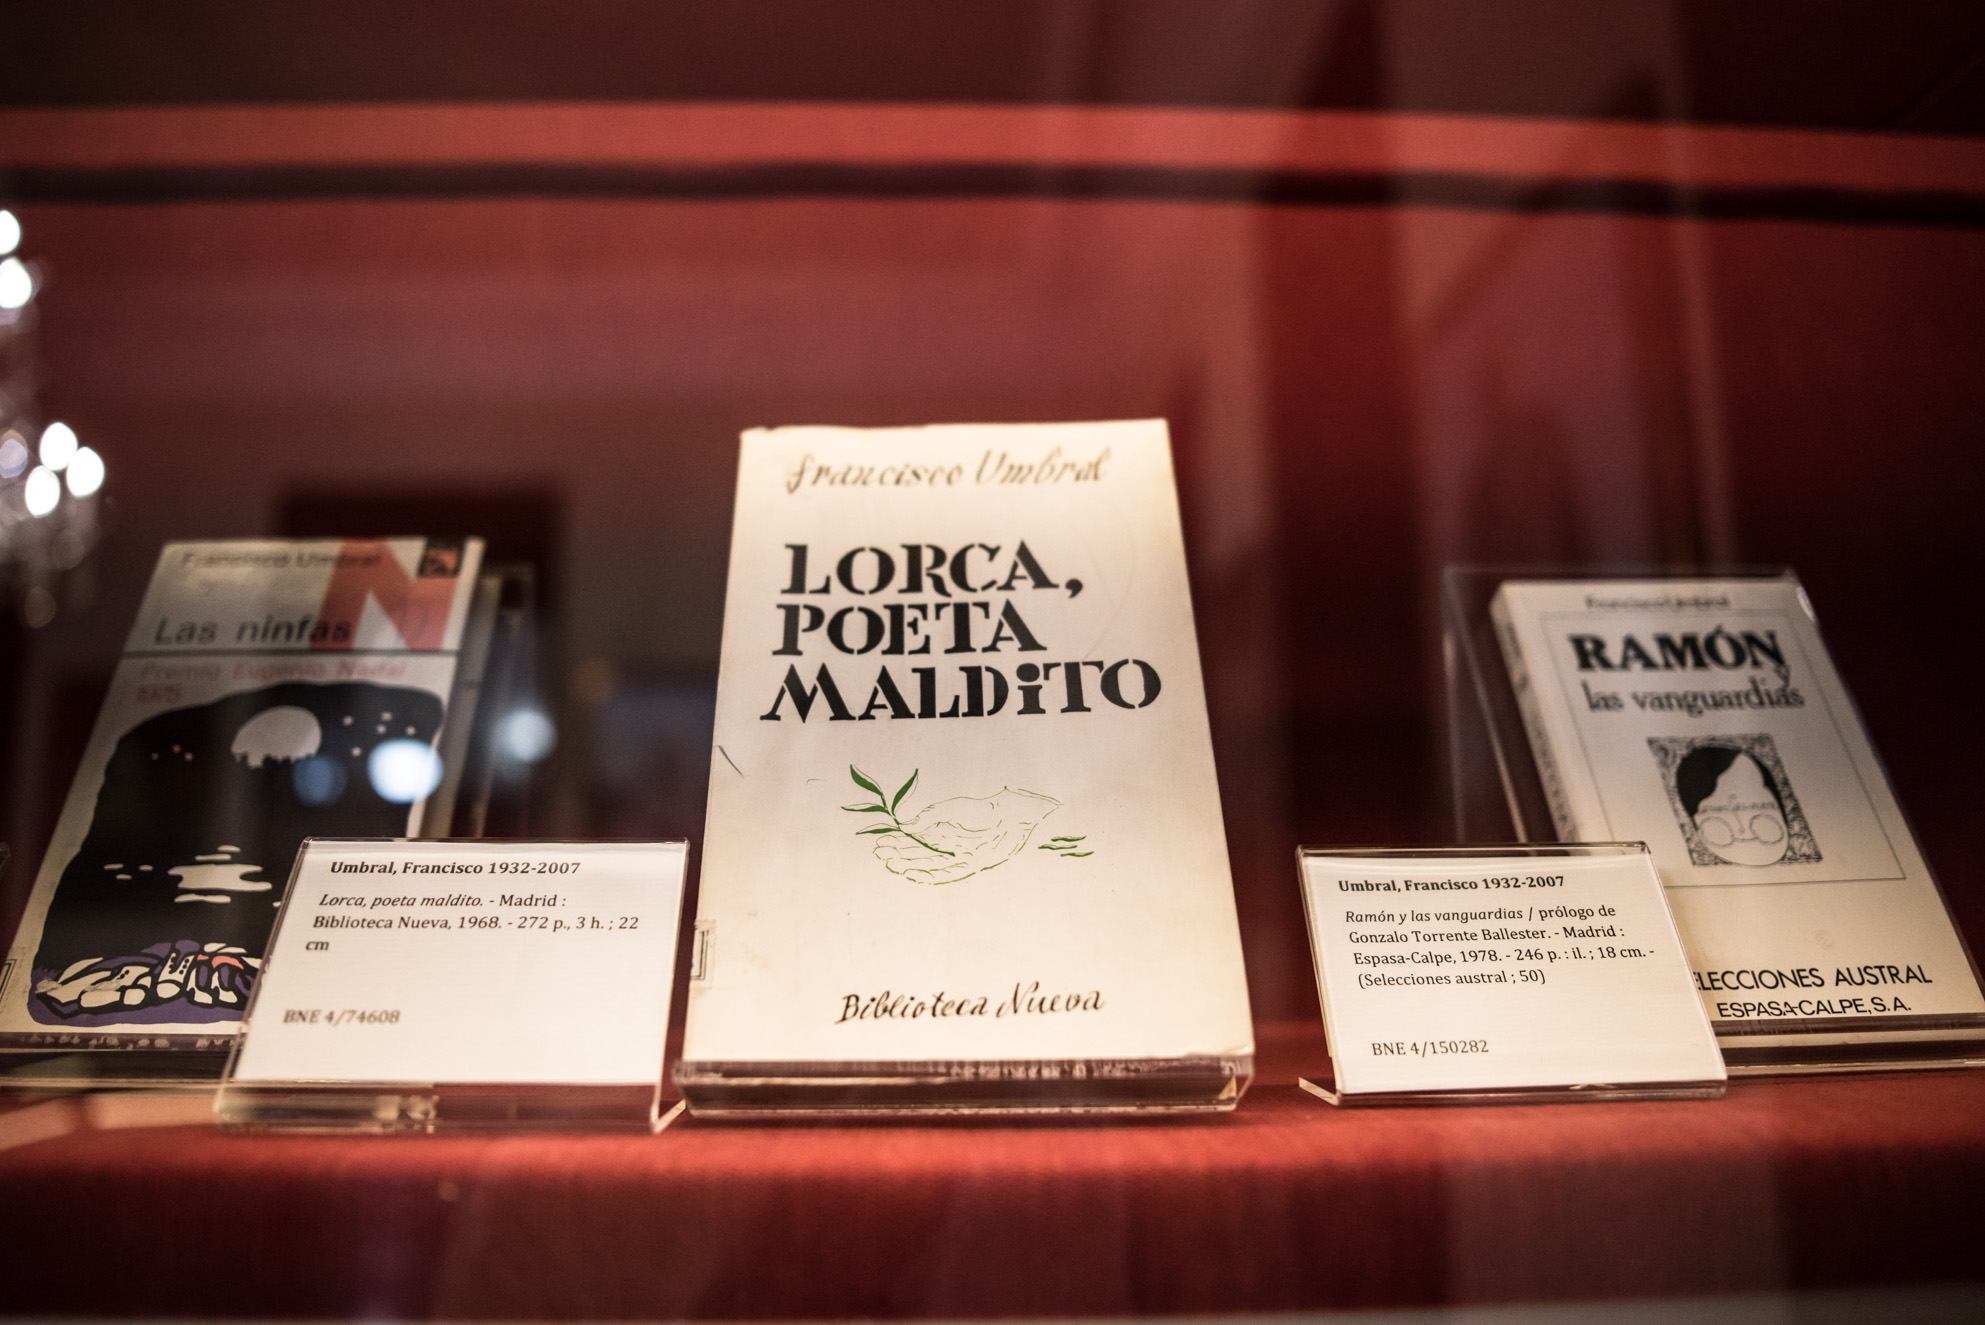 Francisco Umbral
Las ninfas
Premio Eugenio Nadal
1975
Umbral, Francisco 1932-2007
Lorca, poeta maldito. - Madrid :
Biblioteca Nueva, 1968. - 272 p., 3 h. ; 22
cm
BNE 4/74608
Francisco Umbral
LORCA,
POETA
MALDiTO
Biblioteca Nueva
Umbral, Francisco 1932-2007
Ramón y las vanguardias / prólogo de
Gonzalo Torrente Ballester. - Madrid :
Espasa-Calpe, 1978. - 246 p. : il. ; 18 cm. -
(Selecciones austral ; 50)
BNE 4/150282
Francisco Umbral
RAMÓN
y
las vanguardias
ELECCIONES AUSTRAL
ESPASA-CALPE, S. A.